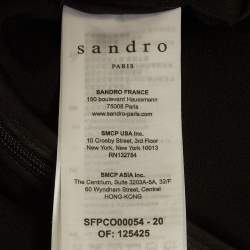 sandro
PARIS
SANDRO FRANCE
150 boulevard Haussmann
75008 Paris
www.sandro-paris.com
SMCP USA Inc.
10 Crosby Street, 3rd Floor
New York, New York 10013
RN132784
SMCP ASIA Inc.
The Centrium, Suite 3203A-5A, 32/F
60 Wyndham Street, Central
HONG-KONG
SFPCO00054 - 20
OF: 125425